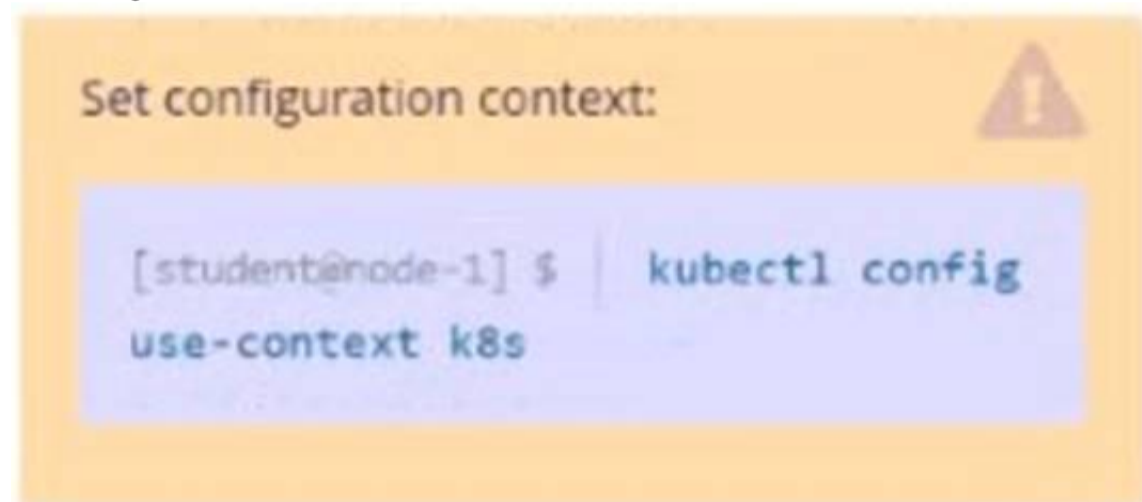 Set configuration context:
[student@node-1] $ | kubectl config
use-context k8s